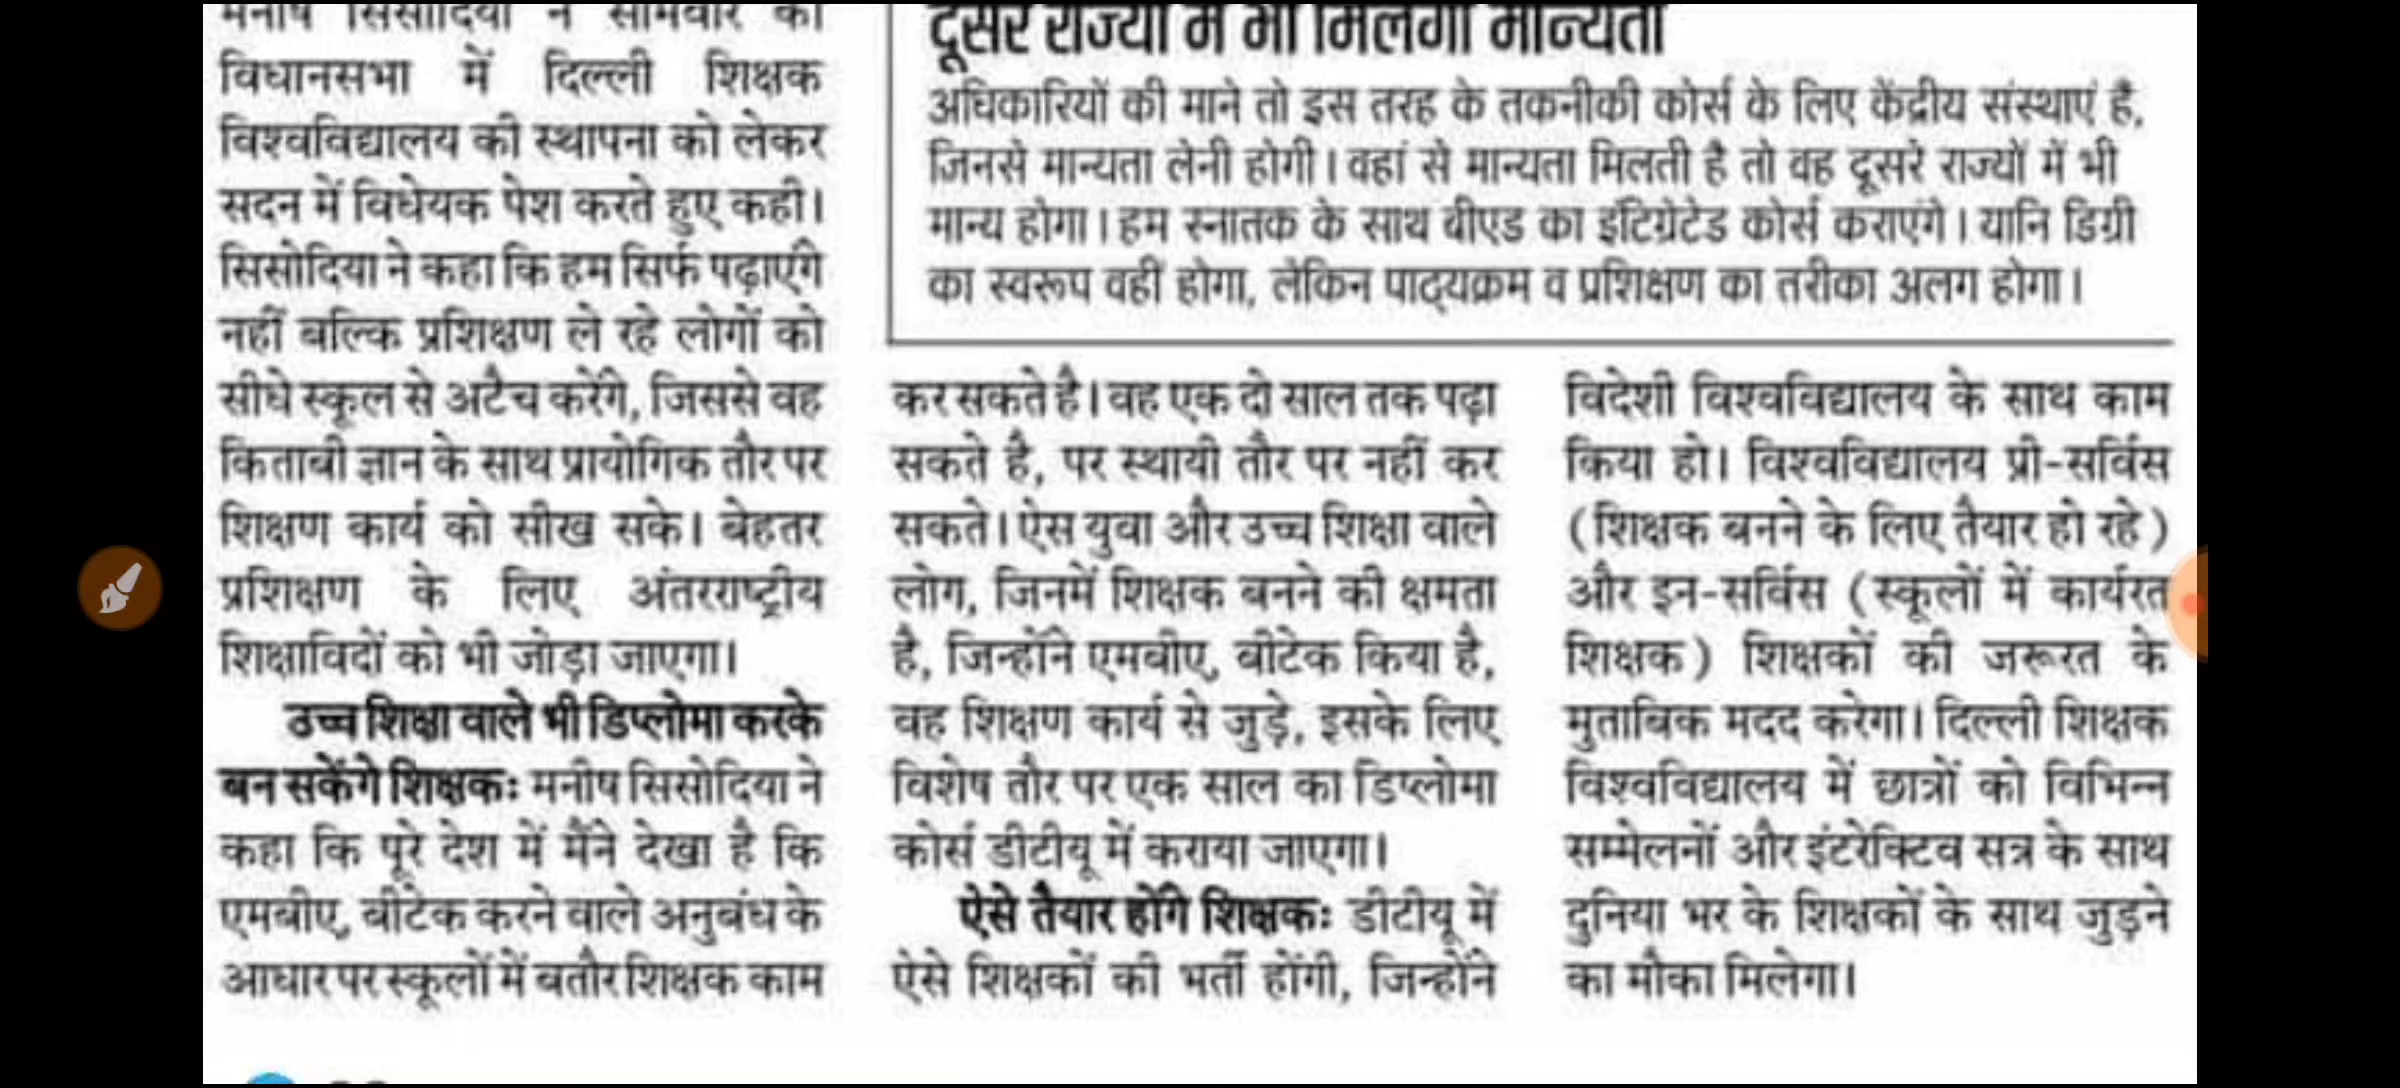 मनीष सिसोदिया ने सोमवार को
विधानसभा में दिल्ली शिक्षक
विश्वविद्यालय की स्थापना को लेकर
सदन में विधेयक पेश करते हुए कही।
सिसोदिया ने कहा कि हम सिर्फ पढ़ाएंगे
नहीं बल्कि प्रशिक्षण ले रहे लोगों को
सीधे स्कूल से अटैच करेंगे, जिससे वह
किताबी ज्ञान के साथ प्रायोगिक तौर पर
शिक्षण कार्य को सीख सके। बेहतर
प्रशिक्षण के लिए अंतरराष्ट्रीय
शिक्षाविदों को भी जोड़ा जाएगा।
उच्च शिक्षा वाले भी डिप्लोमा करके
बन सकेंगे शिक्षकः मनीष सिसोदिया ने
कहा कि पूरे देश में मैंने देखा है कि
एमबीए, बीटेक करने वाले अनुबंध के
आधार पर स्कूलों में बतौर शिक्षक काम
दूसरे राज्यों में भी मिलेगी मान्यता
अधिकारियों की माने तो इस तरह के तकनीकी कोर्स के लिए केंद्रीय संस्थाएं है,
जिनसे मान्यता लेनी होगी। वहां से मान्यता मिलती है तो वह दूसरे राज्यों में भी
मान्य होगा। हम स्नातक के साथ बीएड का इंटिग्रेटेड कोर्स कराएंगे। यानि डिग्री
का स्वरूप वही होगा, लेकिन पाठ्यक्रम व प्रशिक्षण का तरीका अलग होगा।
कर सकते है। वह एक दो साल तक पढ़ा
सकते है, पर स्थायी तौर पर नहीं कर
सकते। ऐस युवा और उच्च शिक्षा वाले
लोग, जिनमें शिक्षक बनने की क्षमता
है, जिन्होंने एमबीए, बीटेक किया है,
वह शिक्षण कार्य से जुड़े, इसके लिए
विशेष तौर पर एक साल का डिप्लोमा
कोर्स डीटीयू में कराया जाएगा।
ऐसे तैयार होंगे शिक्षकः डीटीयू में
ऐसे शिक्षकों की भर्ती होंगी, जिन्होंने
विदेशी विश्वविद्यालय के साथ काम
किया हो। विश्वविद्यालय प्री-सर्विस
(शिक्षक बनने के लिए तैयार हो रहे)
और इन-सर्विस (स्कूलों में कार्यरत
शिक्षक) शिक्षकों की जरूरत के
मुताबिक मदद करेगा। दिल्ली शिक्षक
विश्वविद्यालय में छात्रों को विभिन्न
सम्मेलनों और इंटरेक्टिव सत्र के साथ
दुनिया भर के शिक्षकों के साथ जुड़ने
का मौका मिलेगा।